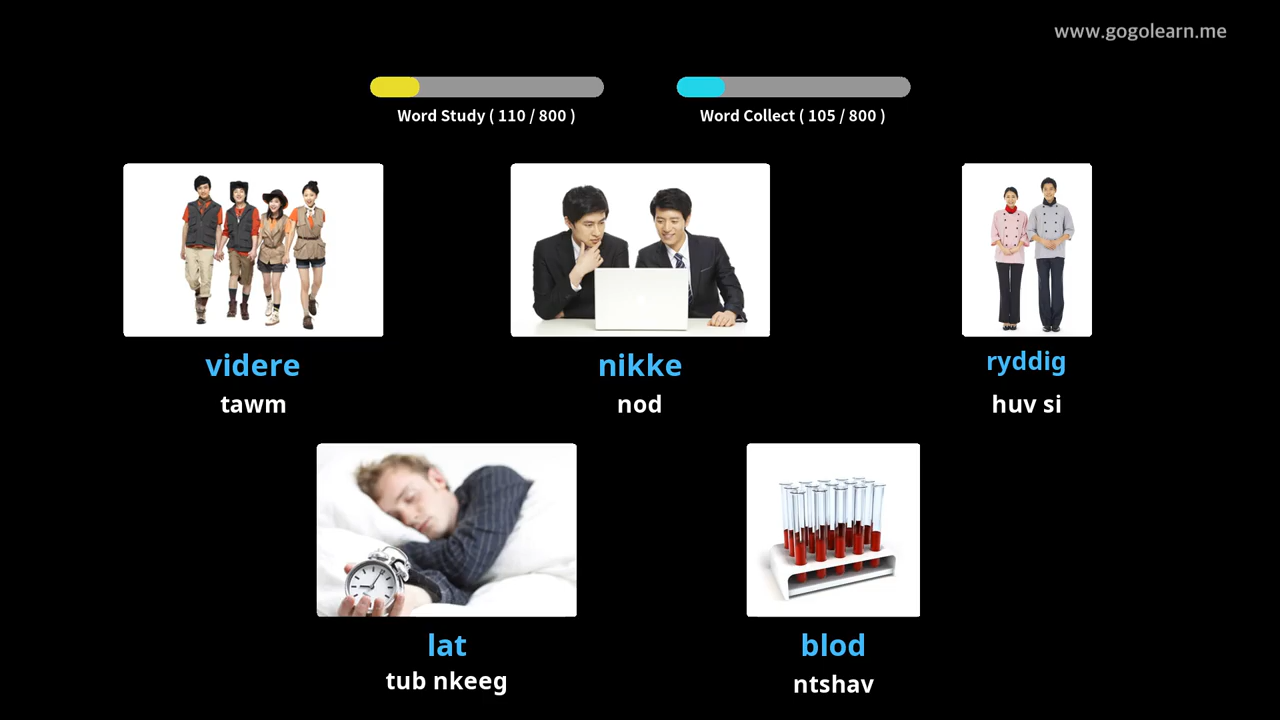 www.gogolearn.me
Word Study ( 110 / 800 )
Word Collect ( 105 / 800 )
videre
tawm
nikke
nod
ryddig
huv si
lat
tub nkeeg
blod
ntshav